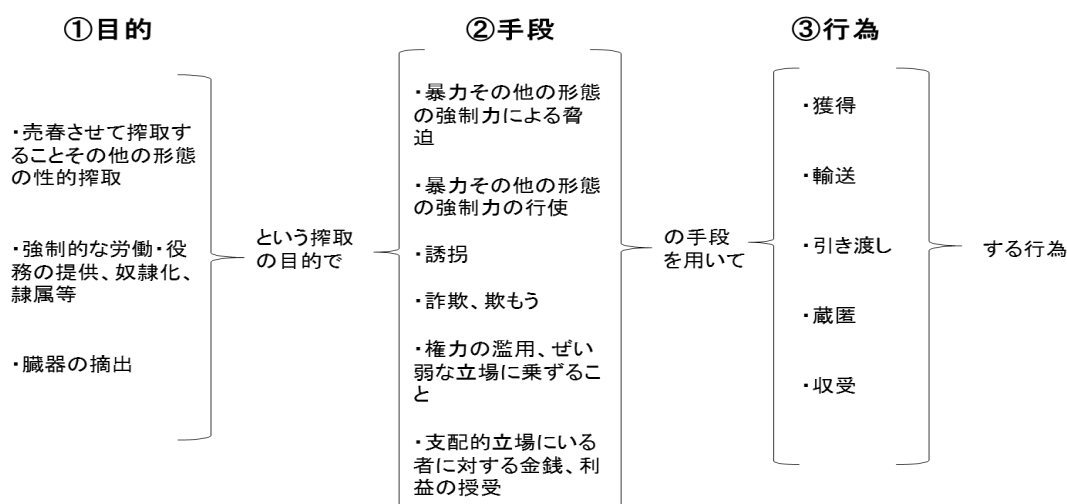 ①目的
・売春させて搾取す
ることその他の形態
の性的搾取
・強制的な労働・役
務の提供、奴隷化、
隷属等
・臓器の摘出
という搾取
の目的で
②手段
・暴力その他の形態
の強制力による脅
迫
・暴力その他の形態
の強制力の行使
・誘拐
・詐欺、欺もう
・権力の濫用、ぜい
弱な立場に乗ずるこ
と
・支配的立場にいる
者に対する金銭、利
益の授受
の手段
を用いて
③行為
・獲得
・輸送
・引き渡し
・蔵匿
・収受
する行為